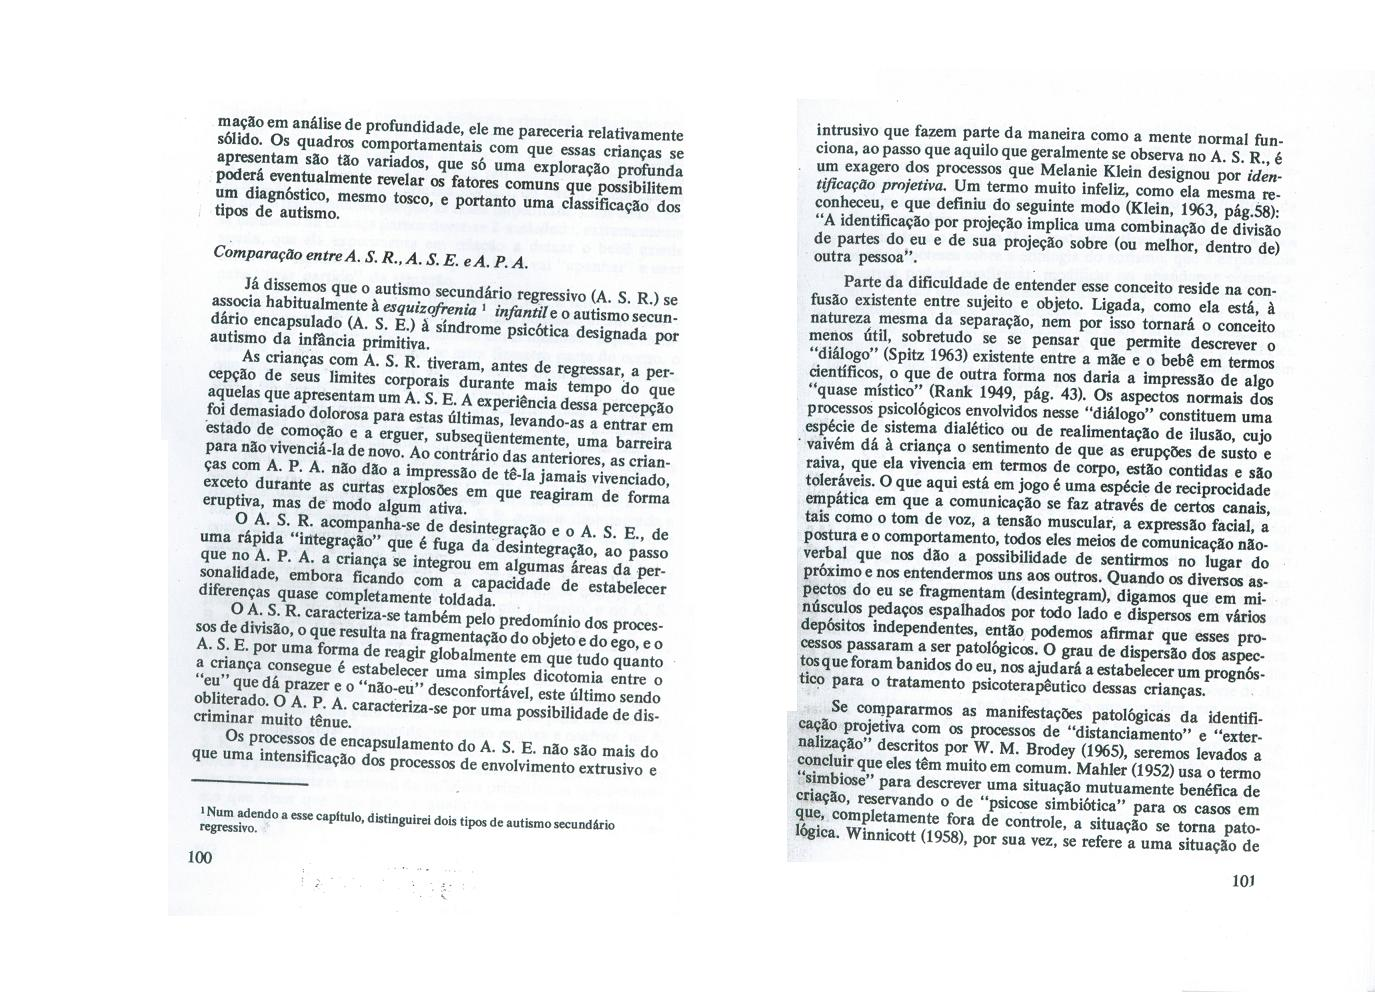 mação em análise de profundidade, ele me pareceria relativamente
sólido. Os quadros comportamentais com que essas crianças se
apresentam são tão variados, que só uma exploração profunda
poderá eventualmente revelar os fatores comuns que possibilitem
um diagnóstico, mesmo tosco, e portanto uma classificação dos
tipos de autismo.
Comparação entre A. S. R., A. S. E. e A. P. A.
Já dissemos que o autismo secundário regressivo (A. S. R.) se
associa habitualmente à esquizofrenia ¹ infantil e o autismo secun-
dário encapsulado (A. S. E.) à síndrome psicótica designada por
autismo da infância primitiva.
As crianças com A. S. R. tiveram, antes de regressar, a per-
cepção de seus limites corporais durante mais tempo do que
aquelas que apresentam um A. S. E. A experiência dessa percepção
foi demasiado dolorosa para estas últimas, levando-as a entrar em
estado de comoção e a erguer, subseqüentemente, uma barreira
para não vivenciá-la de novo. Ao contrário das anteriores, as crian-
ças com A. P. A. não dão a impressão de tê-la jamais vivenciado,
exceto durante as curtas explosões em que reagiram de forma
eruptiva, mas de modo algum ativa.
O A. S. R. acompanha-se de desintegração e o A. S. E., de
uma rápida "integração" que é fuga da desintegração, ao passo
que no A. P. A. a criança se integrou em algumas áreas da per-
sonalidade, embora ficando com a capacidade de estabelecer
diferenças quase completamente toldada.
O A. S. R. caracteriza-se também pelo predomínio dos proces-
sos de divisão, o que resulta na fragmentação do objeto e do ego, e o
A. S. E. por uma forma de reagir globalmente em que tudo quanto
a criança consegue é estabelecer uma simples dicotomia entre o
"eu" que dá prazer e o "não-eu" desconfortável, este último sendo
obliterado. O A. P. A. caracteriza-se por uma possibilidade de dis-
criminar muito tênue.
Os processos de encapsulamento do A. S. E. não são mais do
que uma intensificação dos processos de envolvimento extrusivo e
¹ Num adendo a esse capítulo, distinguirei dois tipos de autismo secundário
regressivo.
100
intrusivo que fazem parte da maneira como a mente normal fun-
ciona, ao passo que aquilo que geralmente se observa no A. S. R., é
um exagero dos processos que Melanie Klein designou por iden-
tificação projetiva. Um termo muito infeliz, como ela mesma re-
conheceu, e que definiu do seguinte modo (Klein, 1963, pág.58):
"A identificação por projeção implica uma combinação de divisão
de partes do eu e de sua projeção sobre (ou melhor, dentro de)
outra pessoa".
Parte da dificuldade de entender esse conceito reside na con-
fusão existente entre sujeito e objeto. Ligada, como ela está, à
natureza mesma da separação, nem por isso tornará o conceito
menos útil, sobretudo se se pensar que permite descrever o
"diálogo" (Spitz 1963) existente entre a mãe e o bebê em termos
científicos, o que de outra forma nos daria a impressão de algo
"quase místico" (Rank 1949, pág. 43). Os aspectos normais dos
processos psicológicos envolvidos nesse "diálogo" constituem uma
espécie de sistema dialético ou de realimentação de ilusão, cujo
vaivém dá à criança o sentimento de que as erupções de susto e
raiva, que ela vivencia em termos de corpo, estão contidas e são
toleráveis. O que aqui está em jogo é uma espécie de reciprocidade
empática em que a comunicação se faz através de certos canais,
tais como o tom de voz, a tensão muscular, a expressão facial, a
postura e o comportamento, todos eles meios de comunicação não-
verbal que nos dão a possibilidade de sentirmos no lugar do
próximo e nos entendermos uns aos outros. Quando os diversos as-
pectos do eu se fragmentam (desintegram), digamos que em mi-
núsculos pedaços espalhados por todo lado e dispersos em vários
depósitos independentes, então podemos afirmar que esses pro-
cessos passaram a ser patológicos. O grau de dispersão dos aspec-
tos que foram banidos do eu, nos ajudará a estabelecer um prognós-
tico para o tratamento psicoterapêutico dessas crianças.
Se compararmos as manifestações patológicas da identifi-
cação projetiva com os processos de "distanciamento" e "exter-
nalização" descritos por W. M. Brodey (1965), seremos levados a
concluir que eles têm muito em comum. Mahler (1952) usa o termo
"simbiose" para descrever uma situação mutuamente benéfica de
criação, reservando o de "psicose simbiótica" para os casos em
que, completamente fora de controle, a situação se torna pato-
lógica. Winnicott (1958), por sua vez, se refere a uma situação de
101